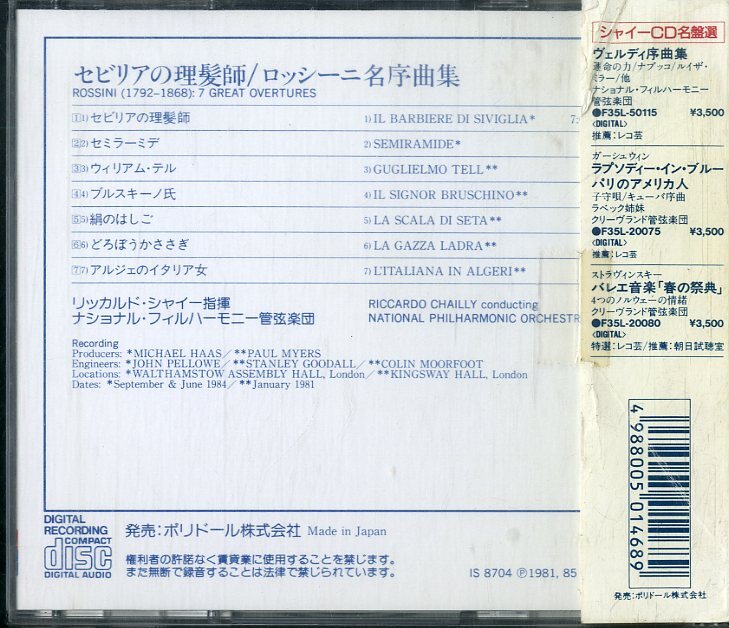 セビリアの理髪師/ロッシーニ名序曲集
ROSSINI (1792-1868): 7 GREAT OVERTURES
①1) セビリアの理髪師 1) IL BARBIERE DI SIVIGLIA* 7:
②2) セミラーミデ 2) SEMIRAMIDE*
③3) ウィリアム・テル 3) GUGLIELMO TELL**
④4) ブルスキーノ氏 4) IL SIGNOR BRUSCHINO**
⑤5) 絹のはしご 5) LA SCALA DI SETA**
⑥6) どろぼうかささぎ 6) LA GAZZA LADRA**
⑦7) アルジェのイタリア女 7) L'ITALIANA IN ALGERI**
リッカルド・シャイー指揮 RICCARDO CHAILLY conducting
ナショナル・フィルハーモニー管弦楽団 NATIONAL PHILHARMONIC ORCHESTR
Recording
Producers: *MICHAEL HAAS/**PAUL MYERS
Engineers: *JOHN PELLOWE/**STANLEY GOODALL/**COLIN MOORFOOT
Locations: *WALTHAMSTOW ASSEMBLY HALL, London/**KINGSWAY HALL, London
Dates: *September & June 1984/**January 1981
DIGITAL RECORDING
COMPACT
disc
DIGITAL AUDIO
発売:ポリドール株式会社 Made in Japan
権利者の許諾なく賃貸業に使用することを禁じます。
また無断で録音することは法律で禁じられています。
IS 8704 Ⓟ1981, 85
シャイーCD名盤選
ヴェルディ序曲集
運命の力/ナブッコ/ルイザ・
ミラー/他
ナショナル・フィルハーモニー
管弦楽団
●F35L-50115 ¥3,500
<DIGITAL>
推薦:レコ芸
ガーシュウィン
ラプソディー・イン・ブルー
パリのアメリカ人
子守唄/キューバ序曲
ラベック姉妹
クリーヴランド管弦楽団
●F35L-20075 ¥3,500
<DIGITAL>
推薦:レコ芸
ストラヴィンスキー
バレエ音楽「春の祭典」
4つのノルウェーの情緒
クリーヴランド管弦楽団
●F35L-20080 ¥3,500
<DIGITAL>
特選:レコ芸/推薦:朝日試聴室
4 988005 014689
発売:ポリドール株式会社